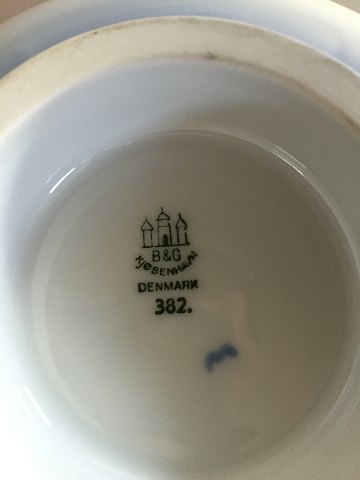 B&G
KJØBENHAVN
DENMARK
382.